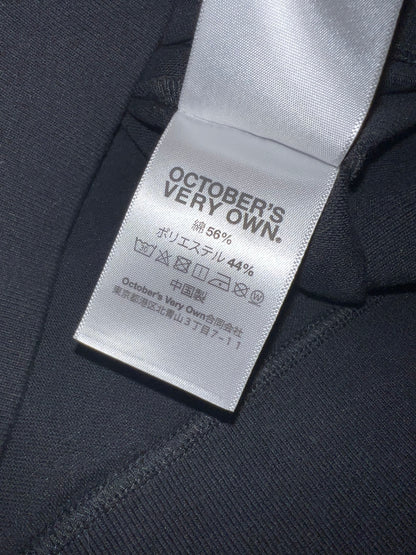 OCTOBER'S
VERY OWN®
綿 56%
ポリエステル 44%
中国製
October's Very Own合同会社
東京都港区北青山3丁目7-11